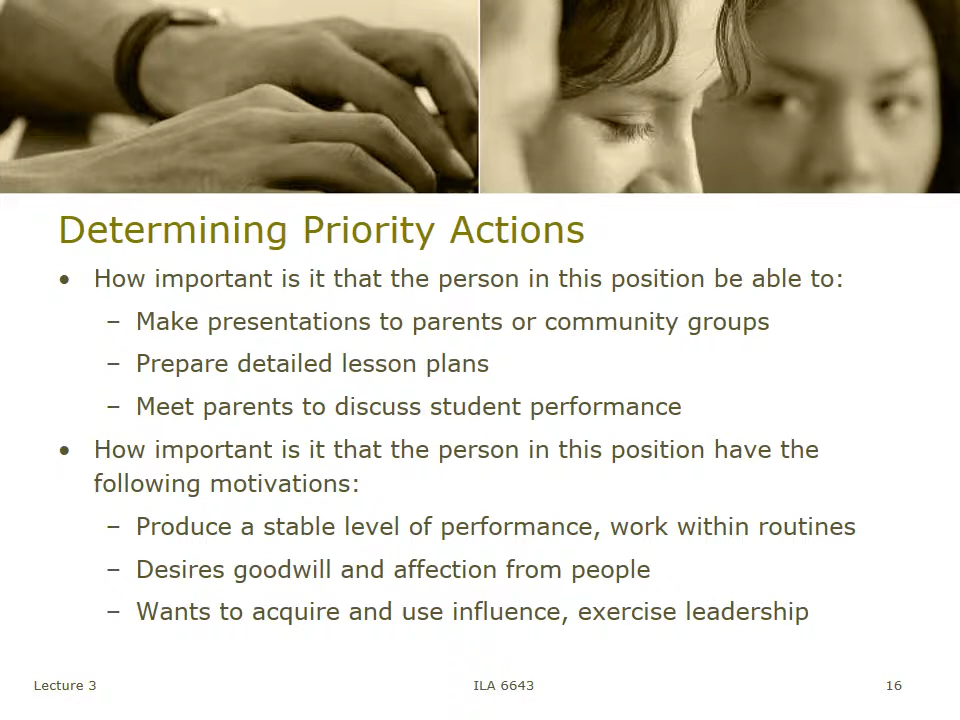 Determining Priority Actions
• How important is it that the person in this position be able to:
– Make presentations to parents or community groups
– Prepare detailed lesson plans
– Meet parents to discuss student performance
• How important is it that the person in this position have the
following motivations:
– Produce a stable level of performance, work within routines
– Desires goodwill and affection from people
– Wants to acquire and use influence, exercise leadership
Lecture 3
ILA 6643
16